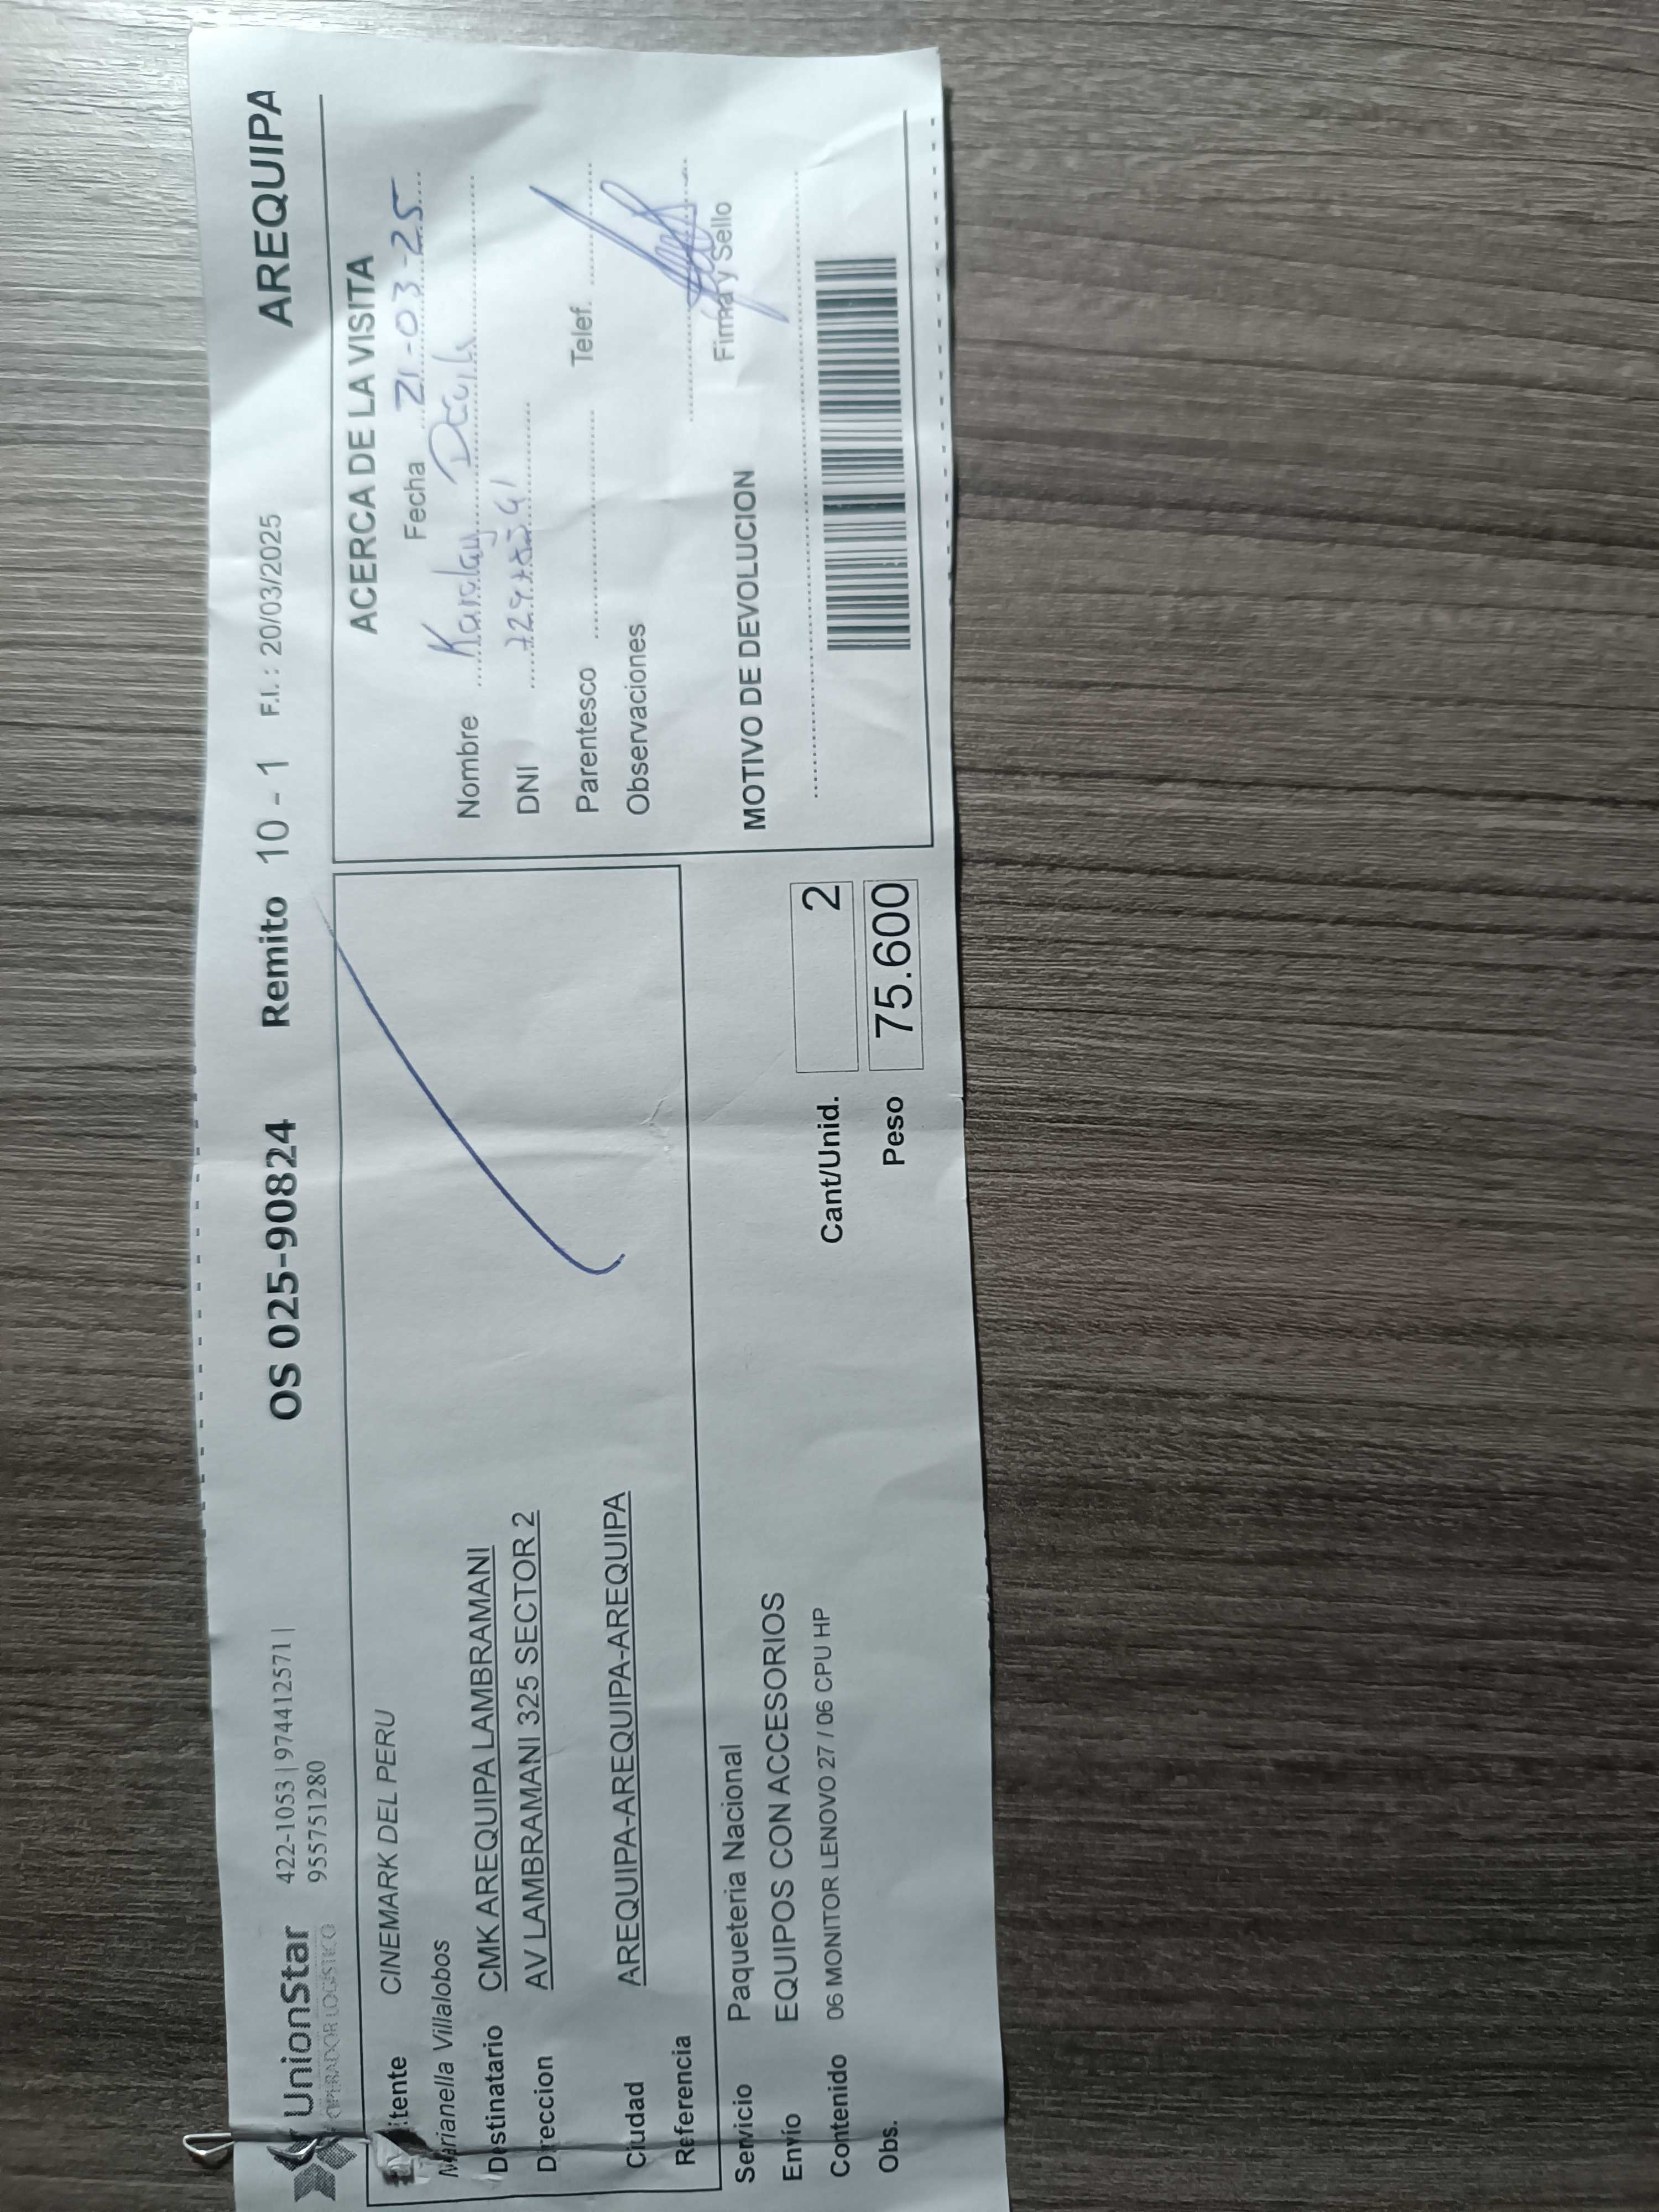 UnionStar
OPERADOR LOGÍSTICO
422-1053 | 974412571 |
955751280
OS 025-90824
Remito 10 - 1 F.I.: 20/03/2025
AREQUIPA
itente CINEMARK DEL PERU
Marianella Villalobos
Destinatario CMK AREQUIPA LAMBRAMANI
Direccion AV LAMBRAMANI 325 SECTOR 2
Ciudad AREQUIPA-AREQUIPA-AREQUIPA
Referencia
Servicio Paqueteria Nacional
Envío EQUIPOS CON ACCESORIOS
Contenido 06 MONITOR LENOVO 27 / 06 CPU HP
Obs.
Cant/Unid. 2
Peso 75.600
ACERCA DE LA VISITA
Fecha 21-03-25
Nombre
DNI
Parentesco Telef.
Observaciones
Firma y Sello
MOTIVO DE DEVOLUCION